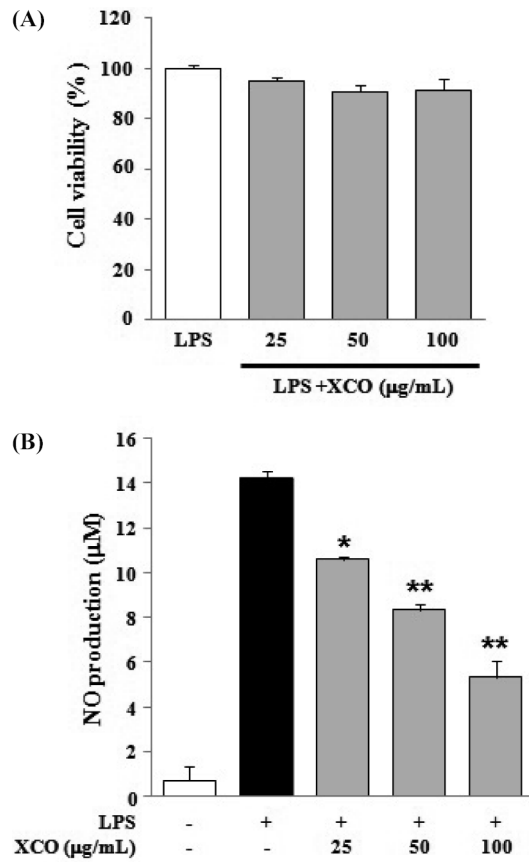 (A)
Cell viability (%)
120
100
80
60
40
20
0
LPS 25 50 100
LPS +XCO (μg/mL)
(B)
NO production (μM)
16
14
12
10
8
6
4
2
0
*
**
**
LPS - + + + +
XCO (μg/mL) - - 25 50 100